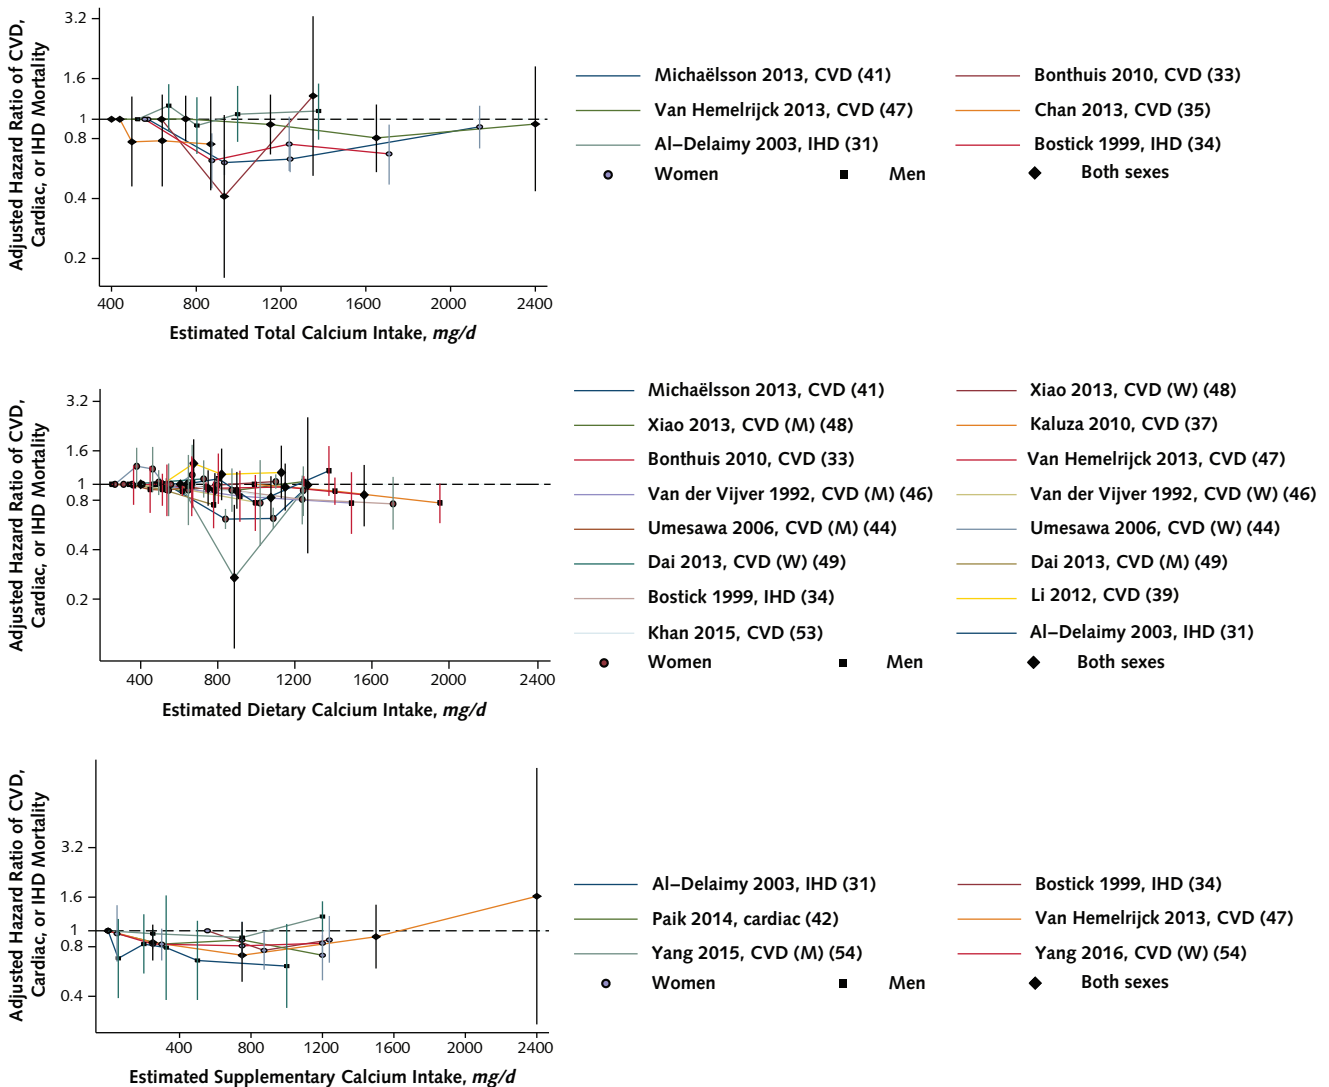 Adjusted Hazard Ratio of CVD,
Cardiac, or IHD Mortality
3.2
1.6
1
0.8
0.4
0.2
400 800 1200 1600 2000 2400
Estimated Total Calcium Intake, mg/d
Michaëlsson 2013, CVD (41)
Bonthuis 2010, CVD (33)
Van Hemelrijck 2013, CVD (47)
Chan 2013, CVD (35)
Al–Delaimy 2003, IHD (31)
Bostick 1999, IHD (34)
Women
Men
Both sexes
Adjusted Hazard Ratio of CVD,
Cardiac, or IHD Mortality
3.2
1.6
1
0.8
0.4
0.2
400 800 1200 1600 2000 2400
Estimated Dietary Calcium Intake, mg/d
Michaëlsson 2013, CVD (41)
Xiao 2013, CVD (W) (48)
Xiao 2013, CVD (M) (48)
Kaluza 2010, CVD (37)
Bonthuis 2010, CVD (33)
Van Hemelrijck 2013, CVD (47)
Van der Vijver 1992, CVD (M) (46)
Van der Vijver 1992, CVD (W) (46)
Umesawa 2006, CVD (M) (44)
Umesawa 2006, CVD (W) (44)
Dai 2013, CVD (W) (49)
Dai 2013, CVD (M) (49)
Bostick 1999, IHD (34)
Li 2012, CVD (39)
Khan 2015, CVD (53)
Al–Delaimy 2003, IHD (31)
Women
Men
Both sexes
Adjusted Hazard Ratio of CVD,
Cardiac, or IHD Mortality
3.2
1.6
1
0.8
0.4
400 800 1200 1600 2000 2400
Estimated Supplementary Calcium Intake, mg/d
Al–Delaimy 2003, IHD (31)
Bostick 1999, IHD (34)
Paik 2014, cardiac (42)
Van Hemelrijck 2013, CVD (47)
Yang 2015, CVD (M) (54)
Yang 2016, CVD (W) (54)
Women
Men
Both sexes